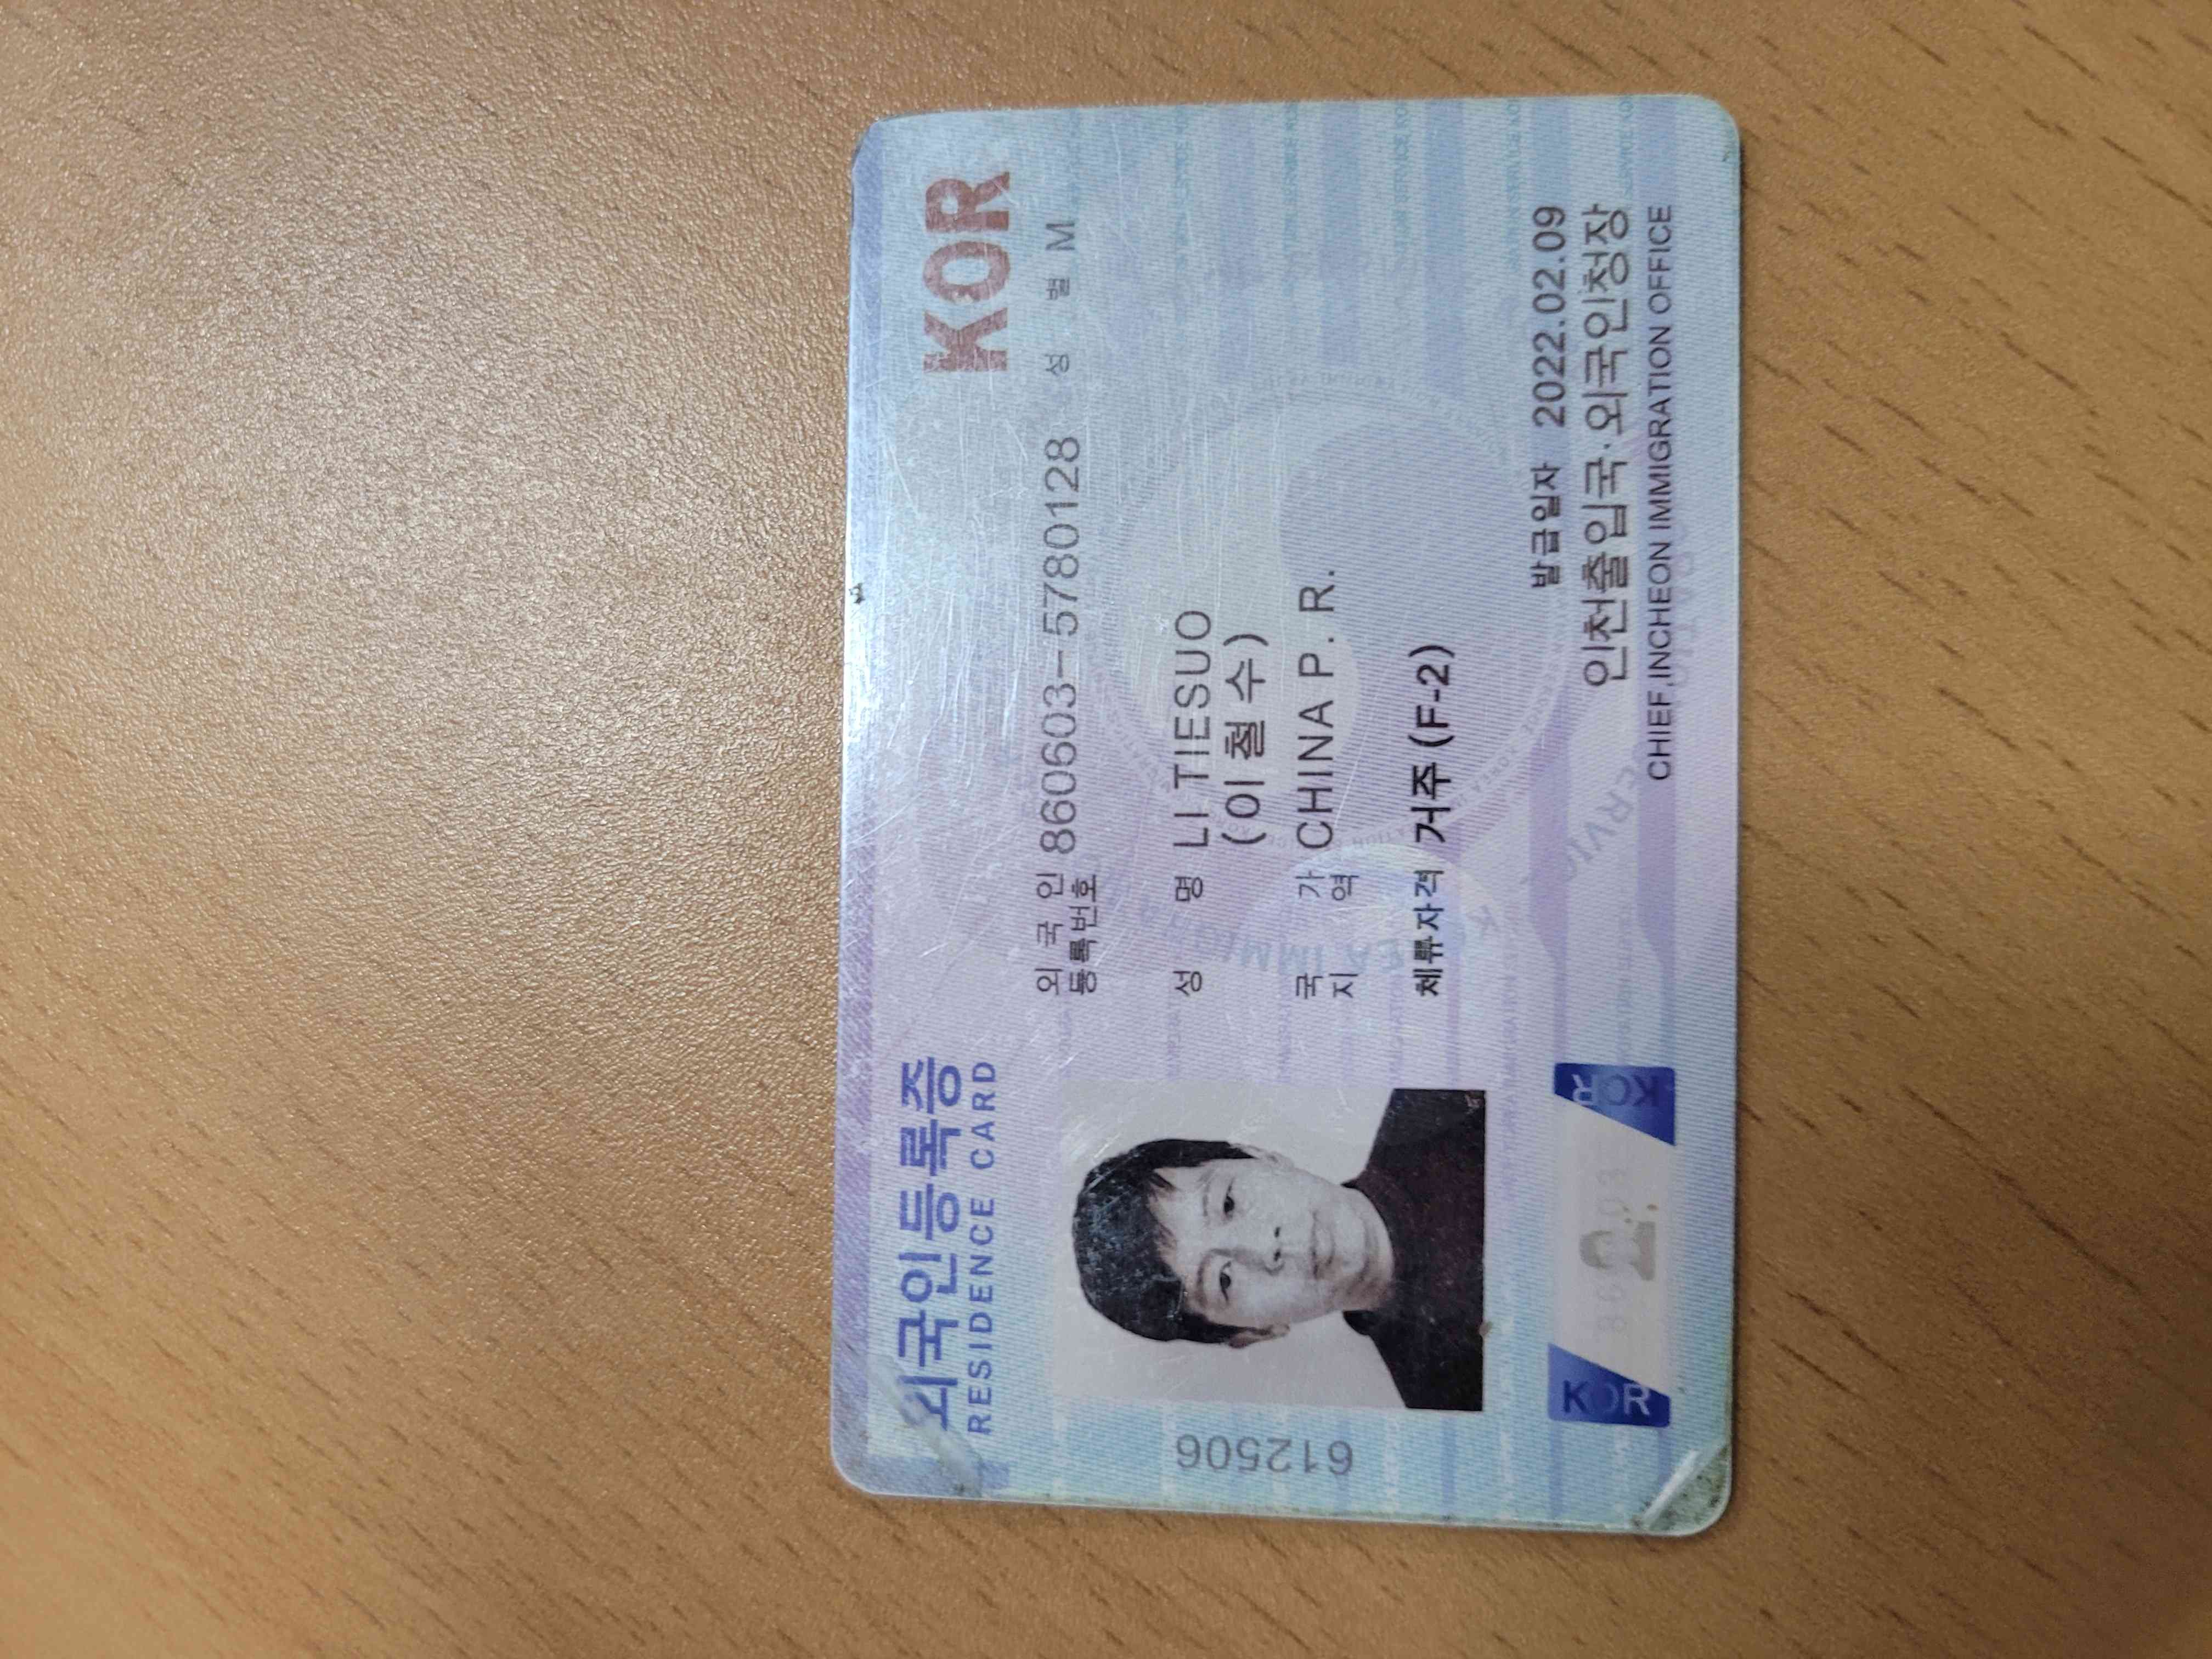 외국인등록증
RESIDENCE CARD
KOR
외국인등록번호 860603-5780128 성별 M
성명 LI TIESUO
(이철수)
국가 지역 CHINA P. R.
체류자격 거주 (F-2)
발급일자 2022.02.09
인천출입국·외국인청장
CHIEF,INCHEON IMMIGRATION OFFICE
612506
KOR
KOR